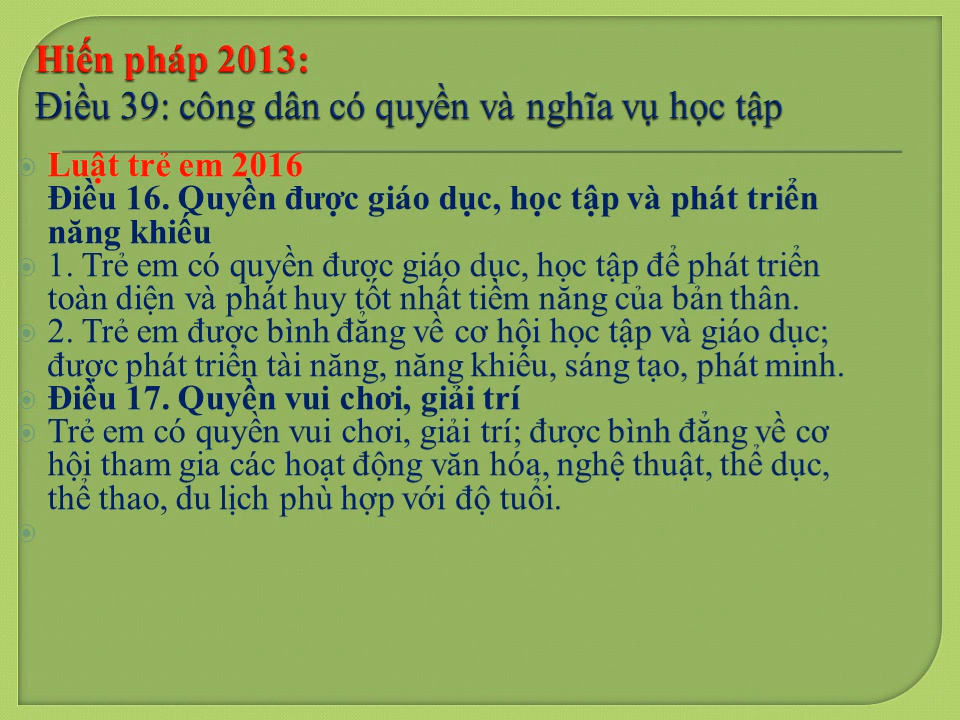 Hiến pháp 2013:
Điều 39: công dân có quyền và nghĩa vụ học tập
Luật trẻ em 2016
Điều 16. Quyền được giáo dục, học tập và phát triển
năng khiếu
1. Trẻ em có quyền được giáo dục, học tập để phát triển
toàn diện và phát huy tốt nhất tiềm năng của bản thân.
2. Trẻ em được bình đẳng về cơ hội học tập và giáo dục;
được phát triển tài năng, năng khiếu, sáng tạo, phát minh.
Điều 17. Quyền vui chơi, giải trí
Trẻ em có quyền vui chơi, giải trí; được bình đẳng về cơ
hội tham gia các hoạt động văn hóa, nghệ thuật, thể dục,
thể thao, du lịch phù hợp với độ tuổi.